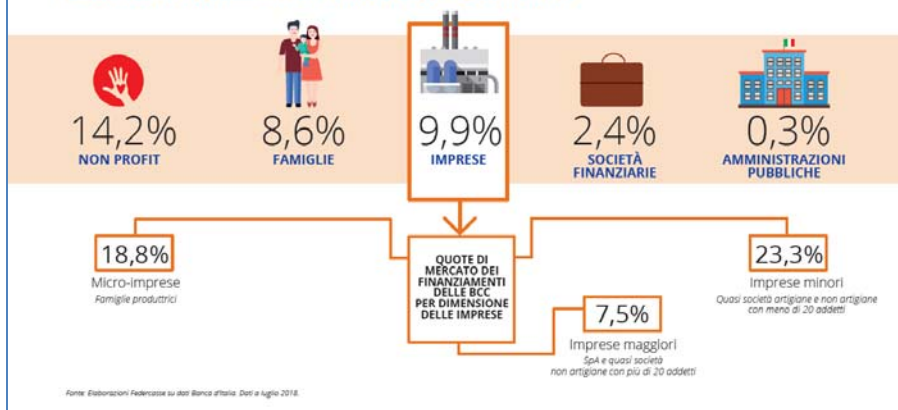 14,2%
NON PROFIT
8,6%
FAMIGLIE
9,9%
IMPRESE
2,4%
SOCIETÀ
FINANZIARIE
0,3%
AMMINISTRAZIONI
PUBBLICHE
18,8%
Micro-imprese
Famiglie produttrici
QUOTE DI
MERCATO DEI
FINANZIAMENTI
DELLE BCC
PER DIMENSIONE
DELLE IMPRESE
7,5%
Imprese maggiori
SpA e quasi società
non artigiane con più di 20 addetti
23,3%
Imprese minori
Quasi società artigiane e non artigiane
con meno di 20 addetti
Fonte: Elaborazioni Federcasse su dati Banca d'Italia. Dati a luglio 2018.